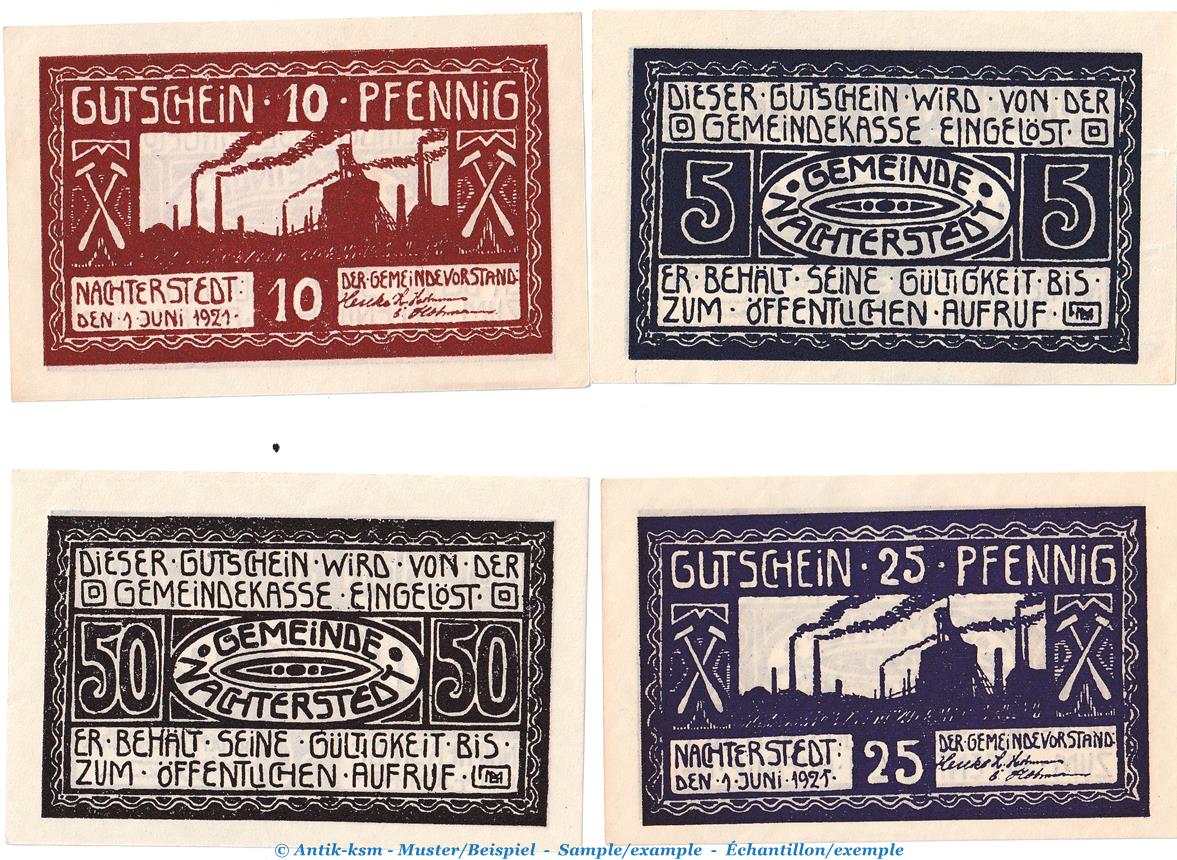 GUTSCHEIN · 10 · PFENNIG
NACHTERSTEDT:
DEN · 1 JUNI 1921 ·
10
DER · GEMEINDEVORSTAND:
DIESER · GUTSCHEIN · WIRD · VON · DER
GEMEINDEKASSE · EINGELÖST ·
5
· GEMEINDE ·
NACHTERSTEDT
5
ER · BEHÄLT · SEINE · GÜLTIGKEIT · BIS ·
ZUM · ÖFFENTLICHEN · AUFRUF ·
DIESER · GUTSCHEIN · WIRD · VON · DER
GEMEINDEKASSE · EINGELÖST ·
50
· GEMEINDE ·
NACHTERSTEDT
50
ER · BEHÄLT · SEINE · GÜLTIGKEIT · BIS ·
ZUM · ÖFFENTLICHEN · AUFRUF ·
GUTSCHEIN · 25 · PFENNIG
NACHTERSTEDT:
DEN · 1 · JUNI · 1921 ·
25
DER · GEMEINDEVORSTAND:
© Antik-ksm - Muster/Beispiel - Sample/example - Échantillon/exemple